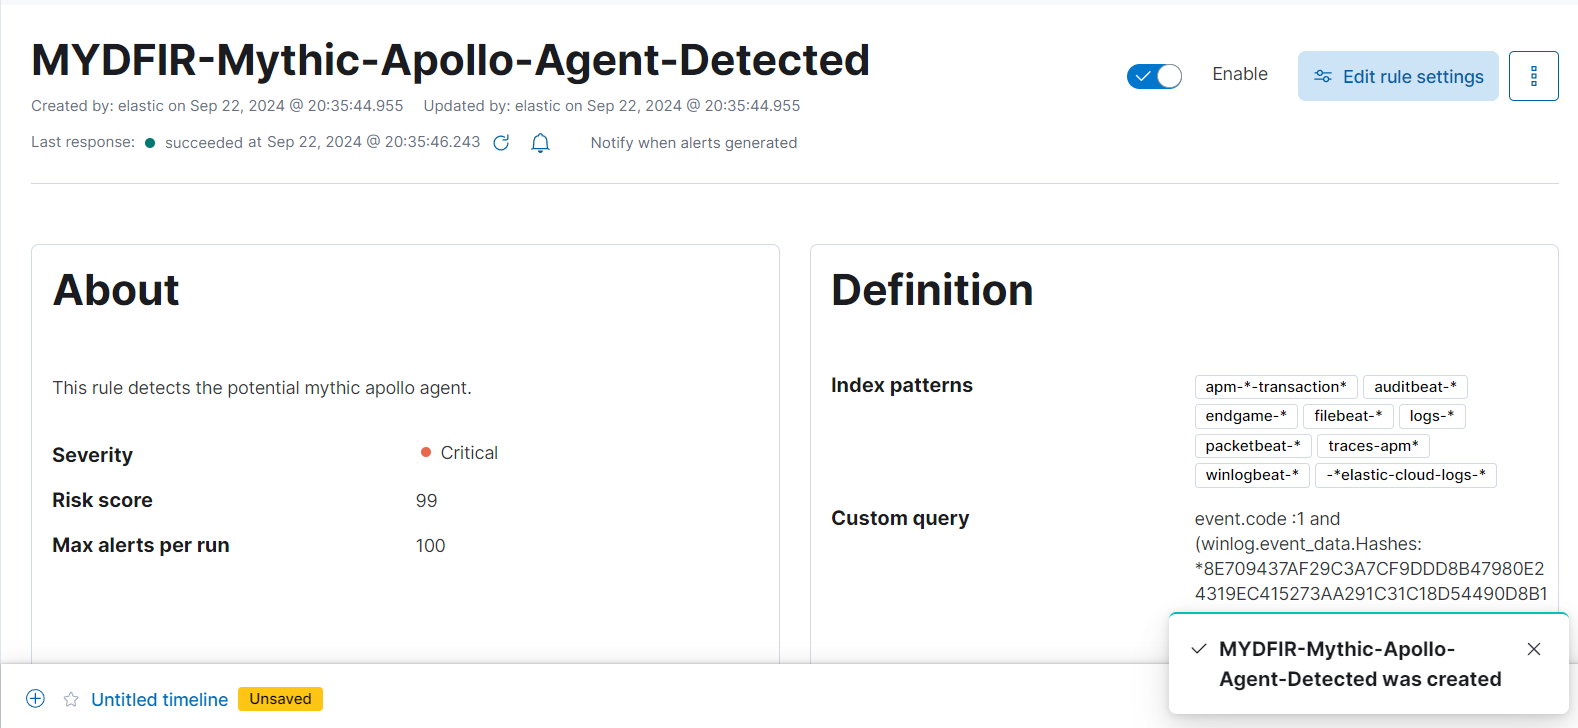 MYDFIR-Mythic-Apollo-Agent-Detected
Enable
Edit rule settings
Created by: elastic on Sep 22, 2024 @ 20:35:44.955 Updated by: elastic on Sep 22, 2024 @ 20:35:44.955
Last response: succeeded at Sep 22, 2024 @ 20:35:46.243 Notify when alerts generated
About
This rule detects the potential mythic apollo agent.
Severity Critical
Risk score 99
Max alerts per run 100
Definition
Index patterns
apm-*-transaction* auditbeat-*
endgame-* filebeat-* logs-*
packetbeat-* traces-apm*
winlogbeat-* -*elastic-cloud-logs-*
Custom query
event.code :1 and
(winlog.event_data.Hashes:
*8E709437AF29C3A7CF9DDD8B47980E2
4319EC415273AA291C31C18D54490D8B1
MYDFIR-Mythic-Apollo-
Agent-Detected was created
Untitled timeline Unsaved